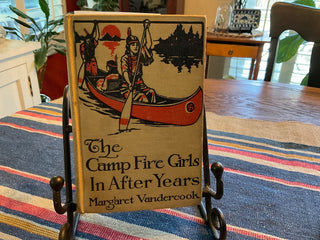 The
Camp Fire Girls
In After Years
Margaret Vandercook